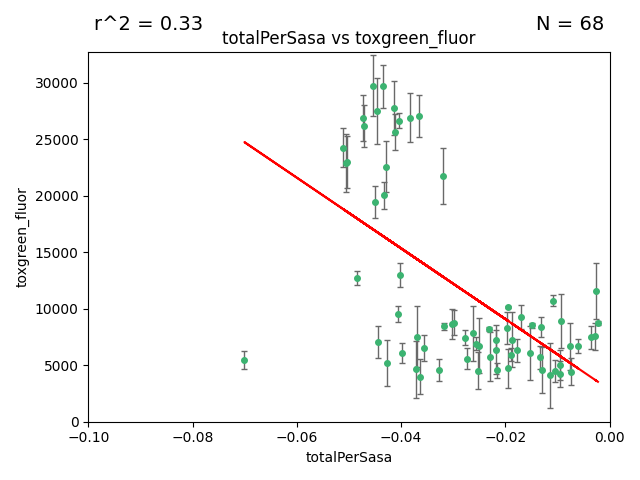 r^2 = 0.33
N = 68
totalPerSasa vs toxgreen_fluor
toxgreen_fluor
30000
25000
20000
15000
10000
5000
0
−0.10
−0.08
−0.06
−0.04
−0.02
0.00
totalPerSasa